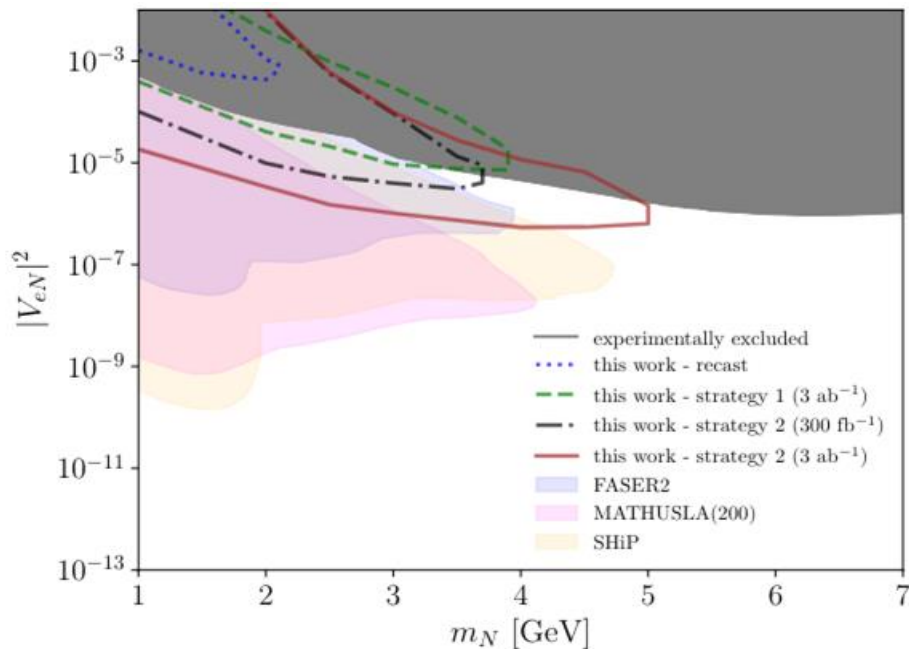 10⁻³
10⁻⁵
10⁻⁷
10⁻⁹
10⁻¹¹
10⁻¹³
|V_{eN}|²
experimentally excluded
this work - recast
this work - strategy 1 (3 ab⁻¹)
this work - strategy 2 (300 fb⁻¹)
this work - strategy 2 (3 ab⁻¹)
FASER2
MATHUSLA(200)
SHiP
1 2 3 4 5 6 7
m_N [GeV]